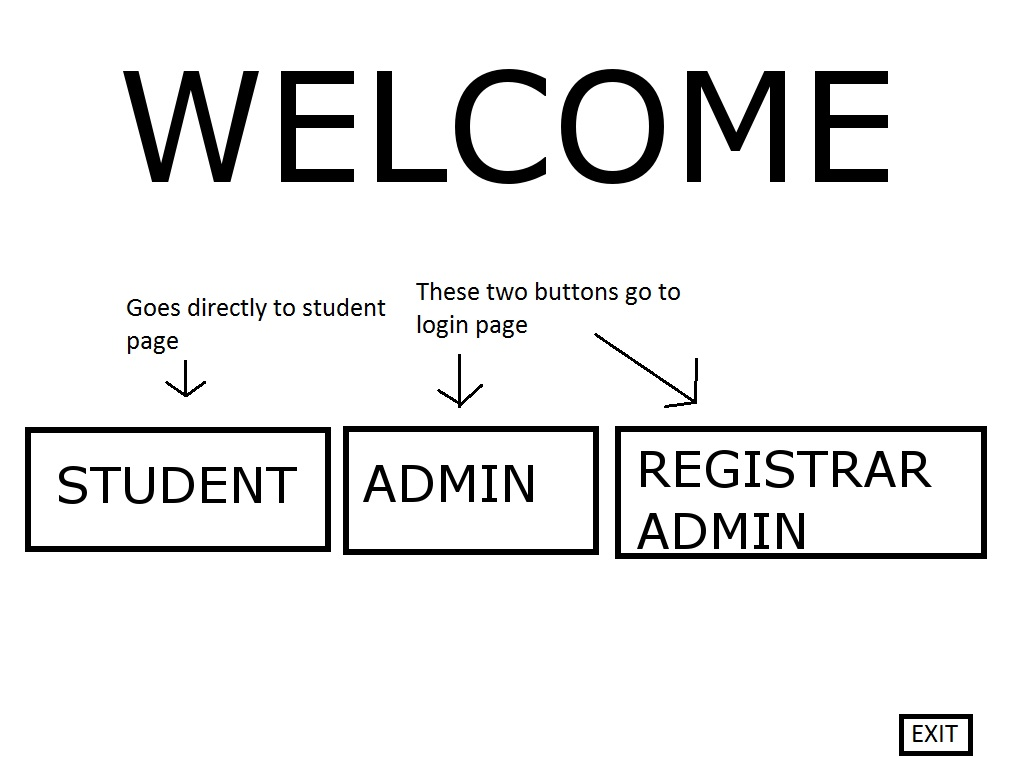 WELCOME
Goes directly to student
page
These two buttons go to
login page
STUDENT
ADMIN
REGISTRAR
ADMIN
EXIT